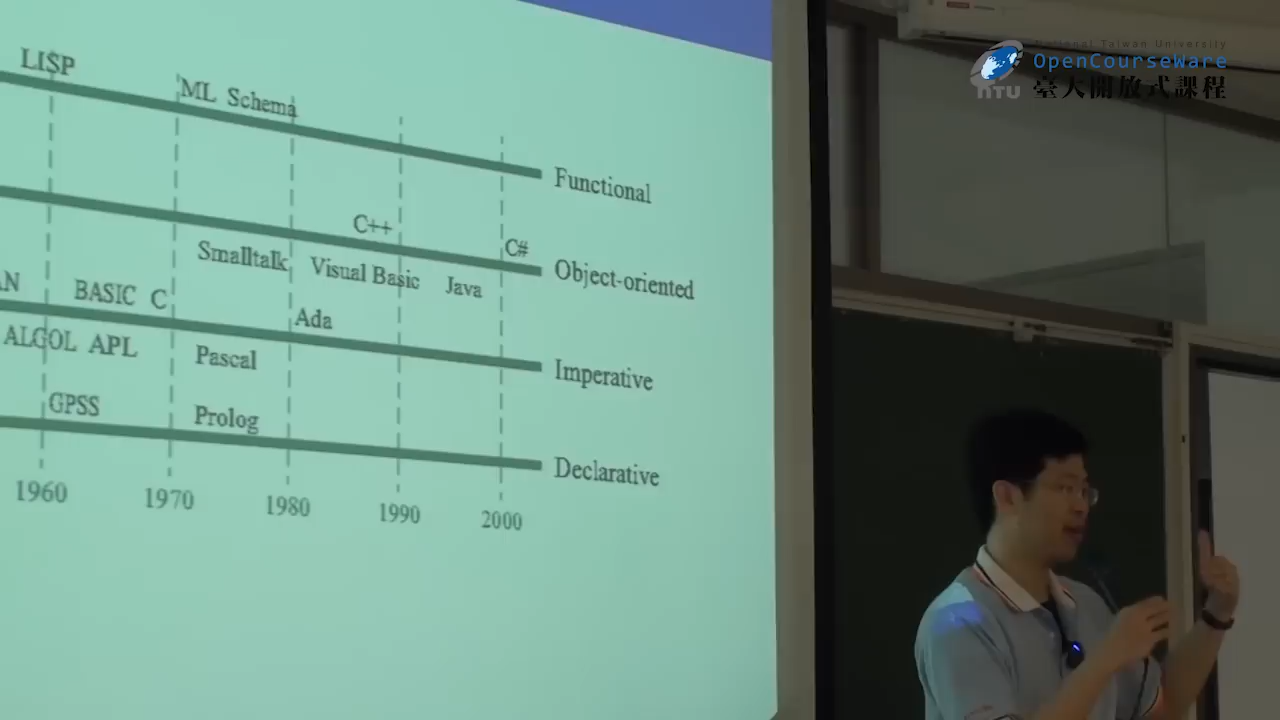 LISP
ML Schema
Functional
C++
C#
Smalltalk
Visual Basic
Java
Object-oriented
AN
BASIC C
Ada
ALGOL APL
Pascal
Imperative
GPSS
Prolog
Declarative
1960
1970
1980
1990
2000
National Taiwan University
OpenCourseWare
NTU
臺大開放式課程